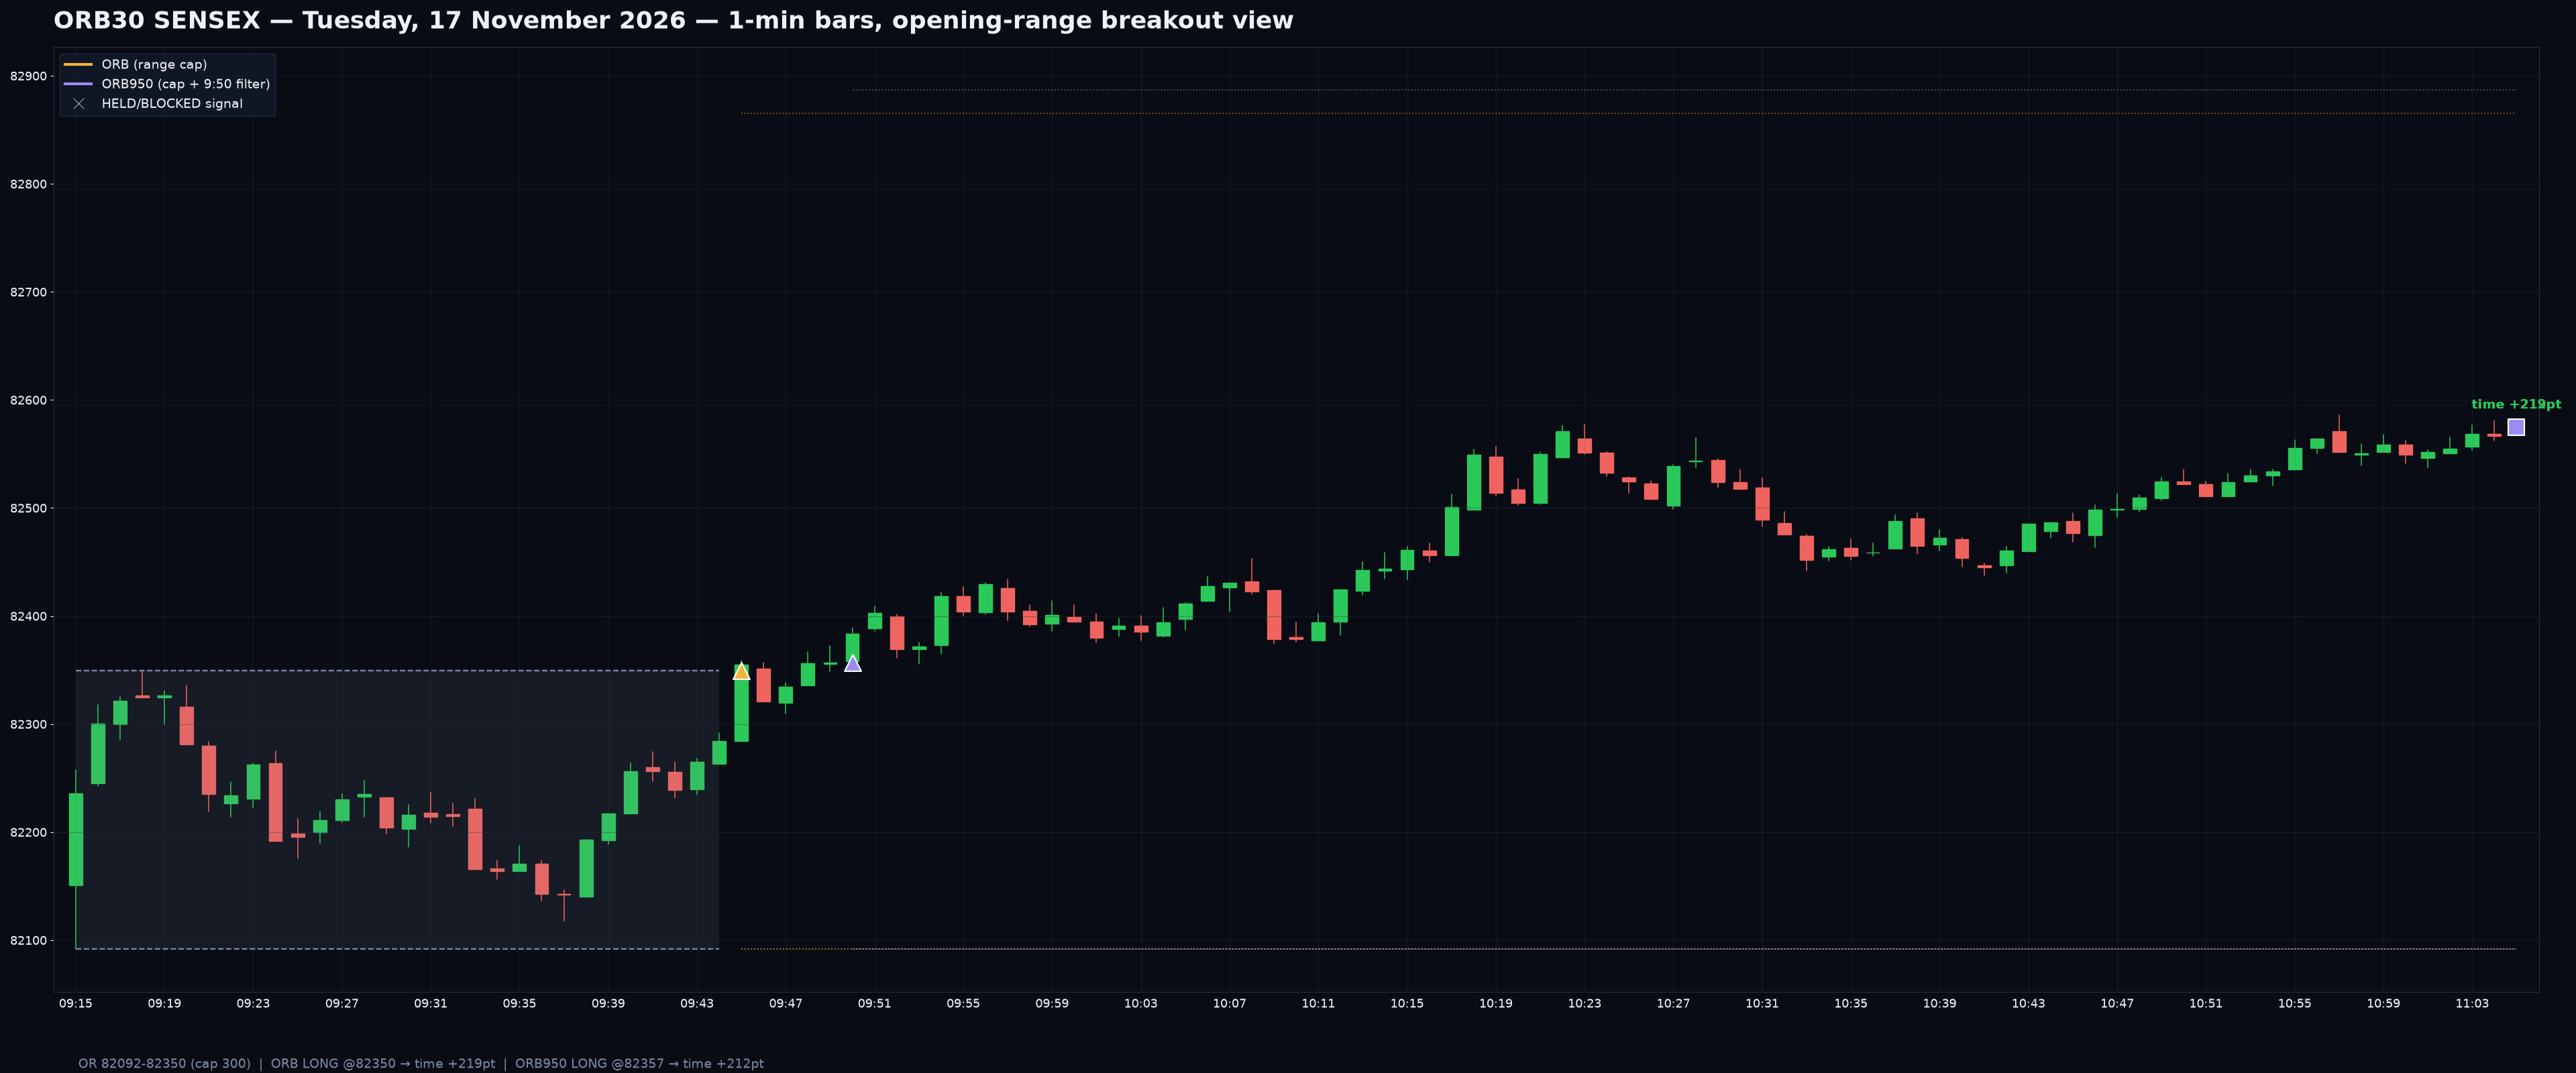 ORB30 SENSEX — Tuesday, 17 November 2026 — 1-min bars, opening-range breakout view
ORB (range cap)
ORB950 (cap + 9:50 filter)
HELD/BLOCKED signal
82900
82800
82700
82600
82500
82400
82300
82200
82100
time +219pt
09:15 09:19 09:23 09:27 09:31 09:35 09:39 09:43 09:47 09:51 09:55 09:59 10:03 10:07 10:11 10:15 10:19 10:23 10:27 10:31 10:35 10:39 10:43 10:47 10:51 10:55 10:59 11:03
OR 82092-82350 (cap 300) | ORB LONG @82350 → time +219pt | ORB950 LONG @82357 → time +212pt